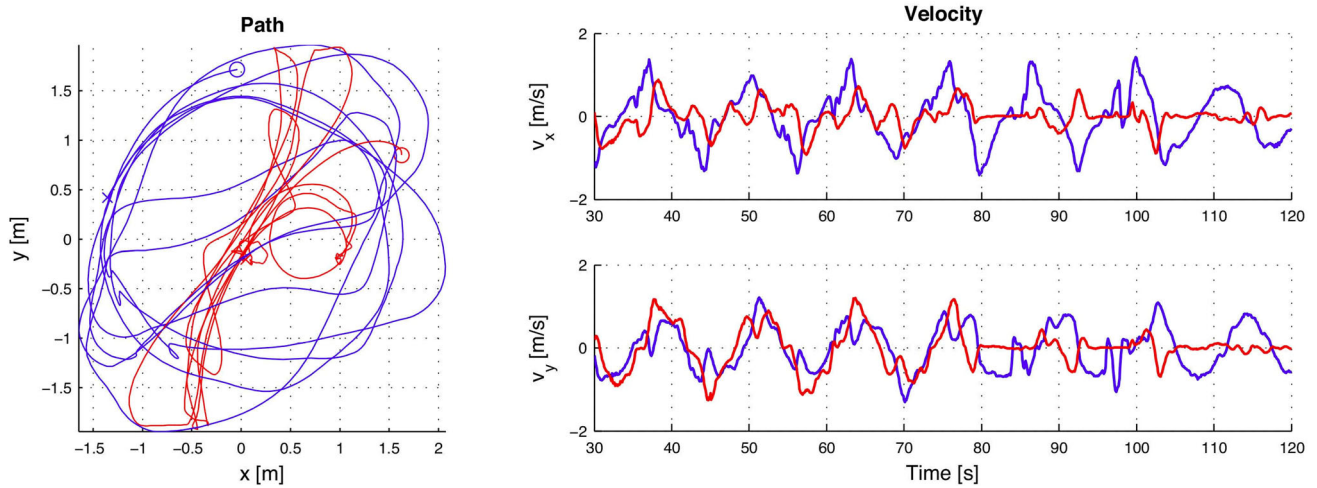 Path
y [m]
1.5
1
0.5
0
−0.5
−1
−1.5
−1.5 −1 −0.5 0 0.5 1 1.5 2
x [m]
Velocity
v_x [m/s]
2
0
−2
30 40 50 60 70 80 90 100 110 120
v_y [m/s]
2
0
−2
30 40 50 60 70 80 90 100 110 120
Time [s]